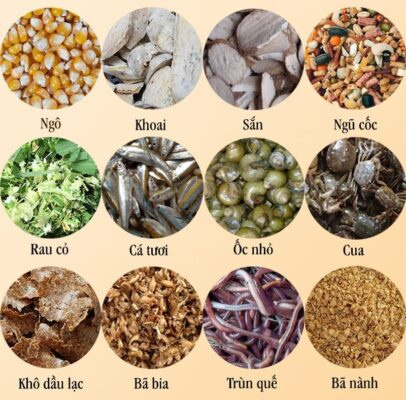 Ngô
Khoai
Sắn
Ngũ cốc
Rau cỏ
Cá tươi
Ốc nhỏ
Cua
Khô dầu lạc
Bã bia
Trùn quế
Bã nành